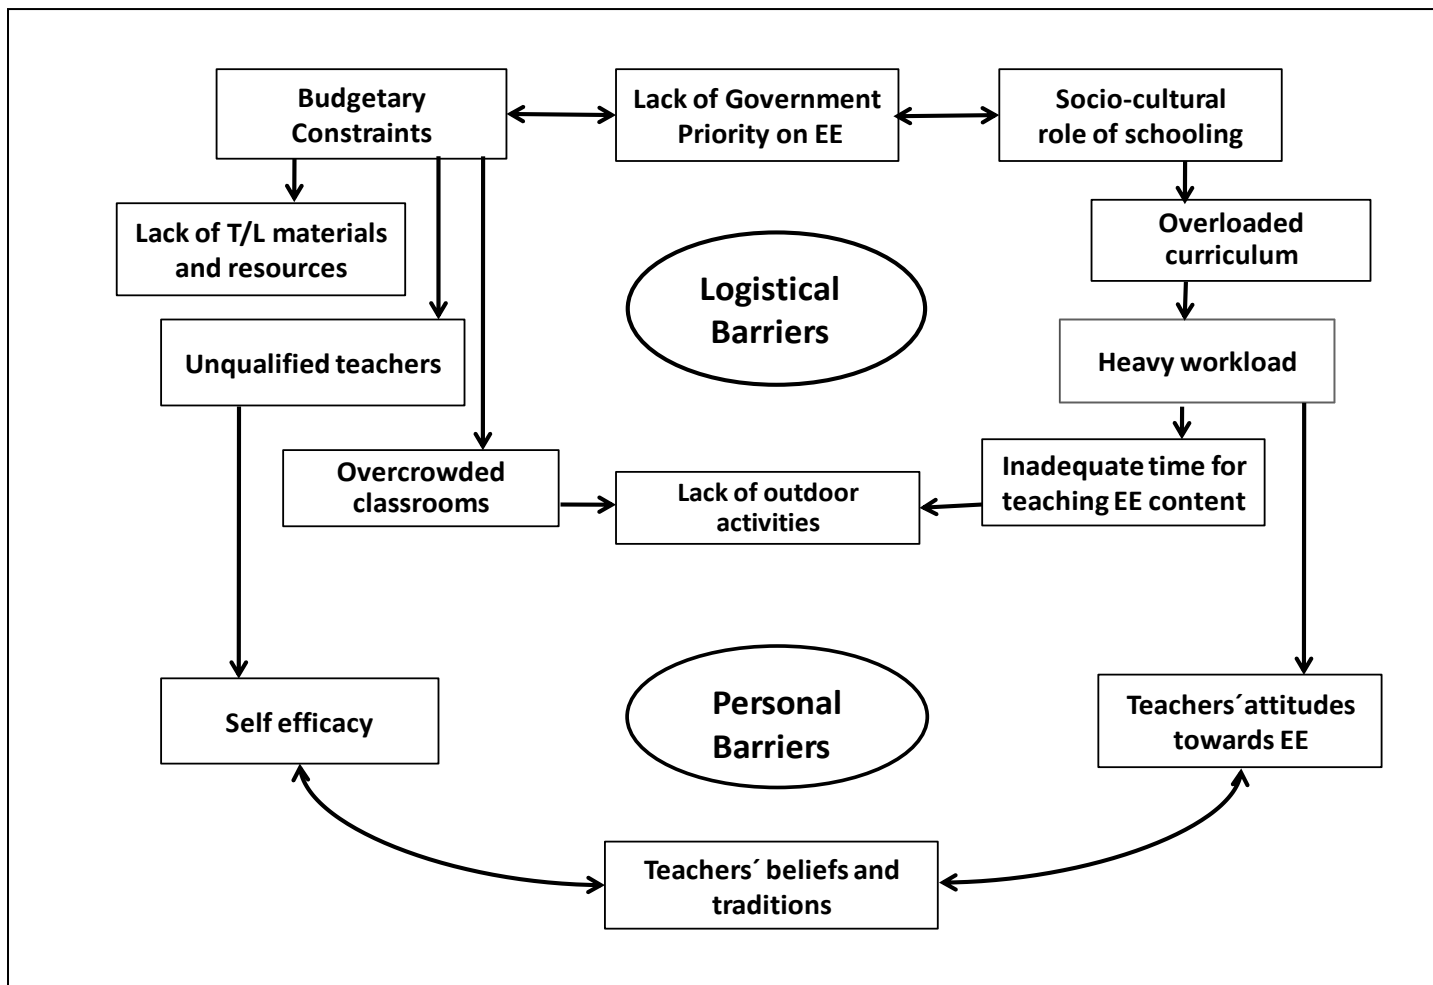 Budgetary
Constraints
Lack of Government
Priority on EE
Socio-cultural
role of schooling
Lack of T/L materials
and resources
Overloaded
curriculum
Logistical
Barriers
Unqualified teachers
Heavy workload
Overcrowded
classrooms
Lack of outdoor
activities
Inadequate time for
teaching EE content
Self efficacy
Personal
Barriers
Teachers´attitudes
towards EE
Teachers´ beliefs and
traditions